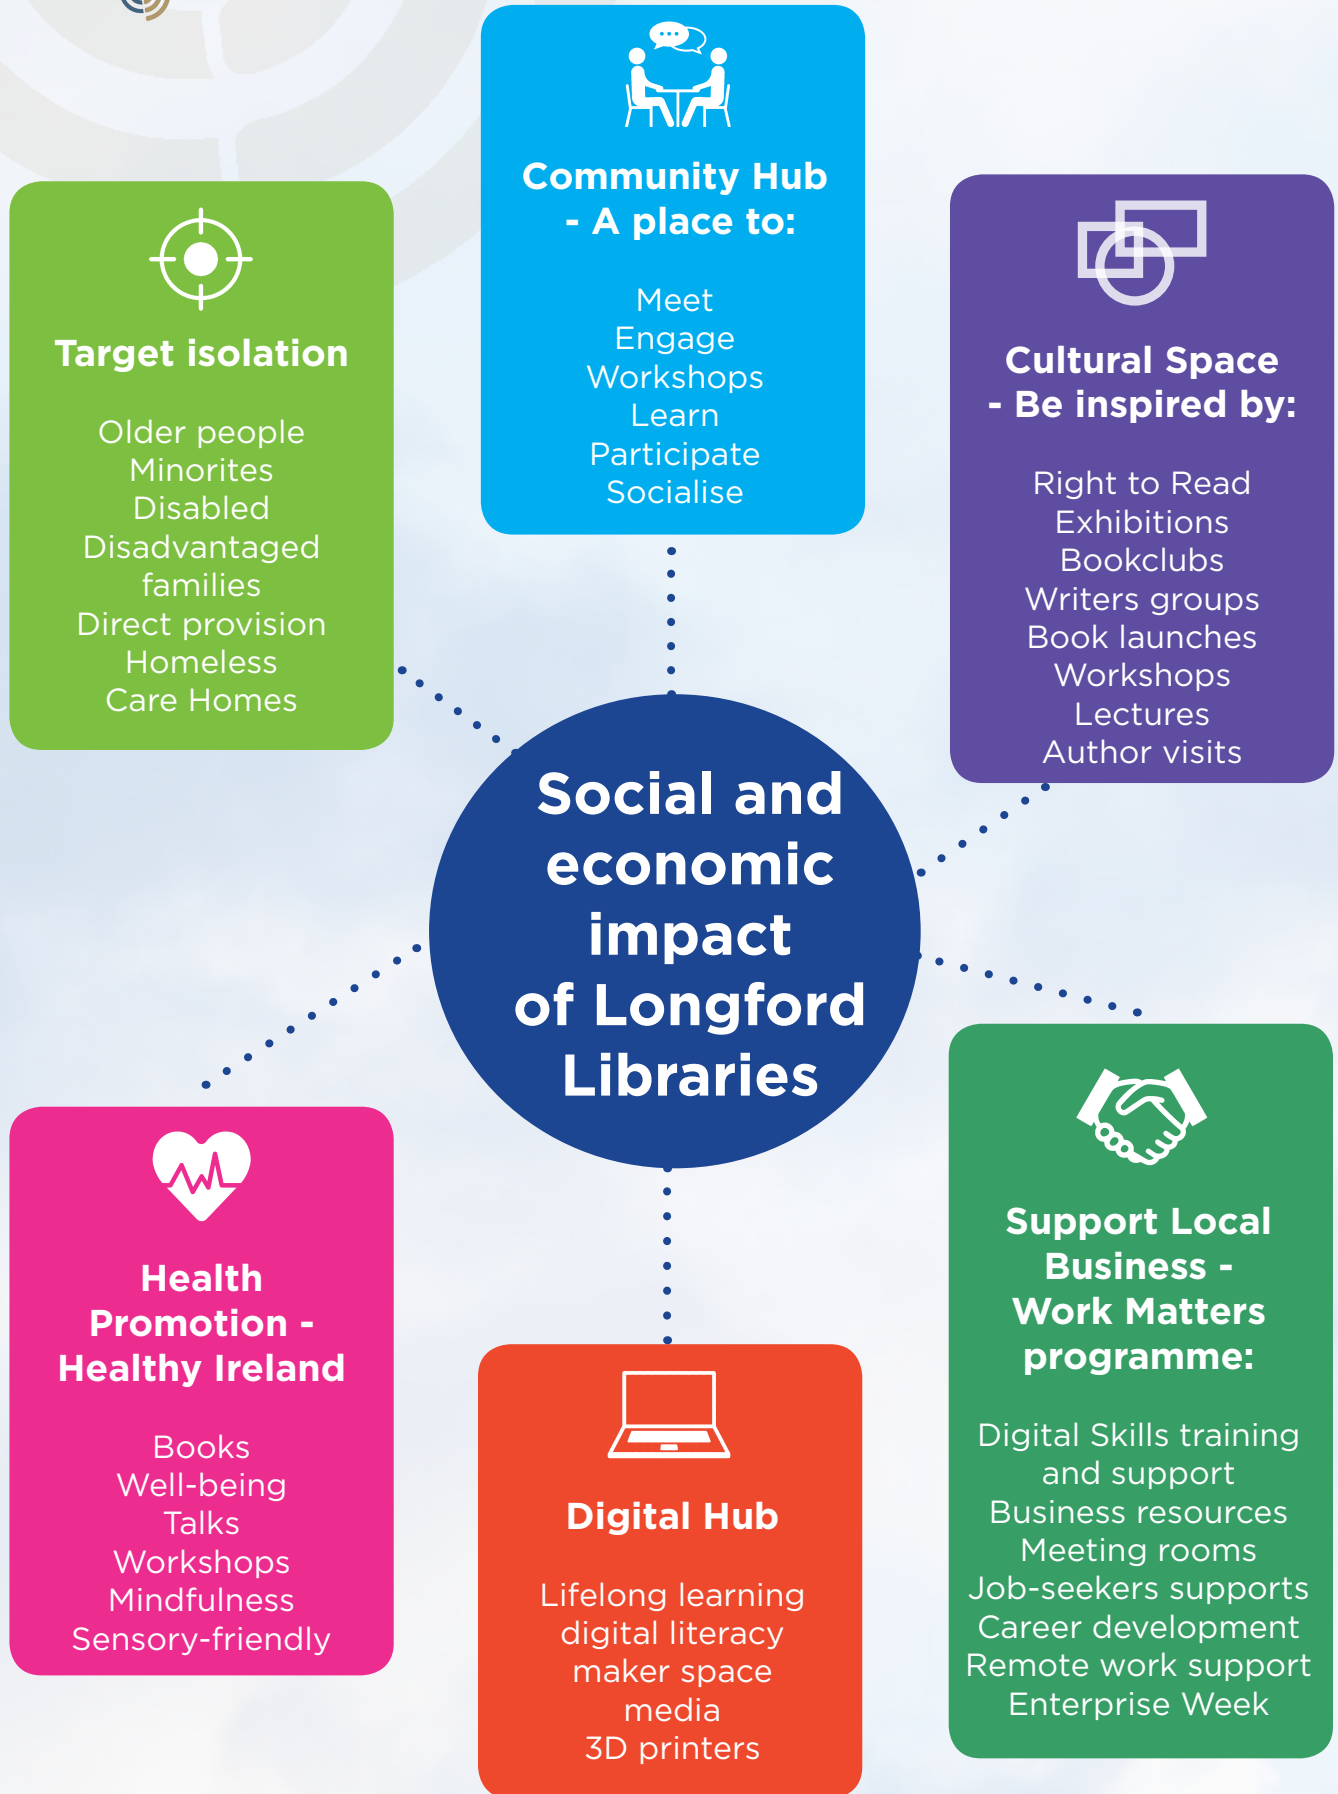 Community Hub
- A place to:
Meet
Engage
Workshops
Learn
Participate
Socialise
Target isolation
Older people
Minorites
Disabled
Disadvantaged
families
Direct provision
Homeless
Care Homes
Cultural Space
- Be inspired by:
Right to Read
Exhibitions
Bookclubs
Writers groups
Book launches
Workshops
Lectures
Author visits
Social and
economic
impact
of Longford
Libraries
Health
Promotion -
Healthy Ireland
Books
Well-being
Talks
Workshops
Mindfulness
Sensory-friendly
Digital Hub
Lifelong learning
digital literacy
maker space
media
3D printers
Support Local
Business -
Work Matters
programme:
Digital Skills training
and support
Business resources
Meeting rooms
Job-seekers supports
Career development
Remote work support
Enterprise Week